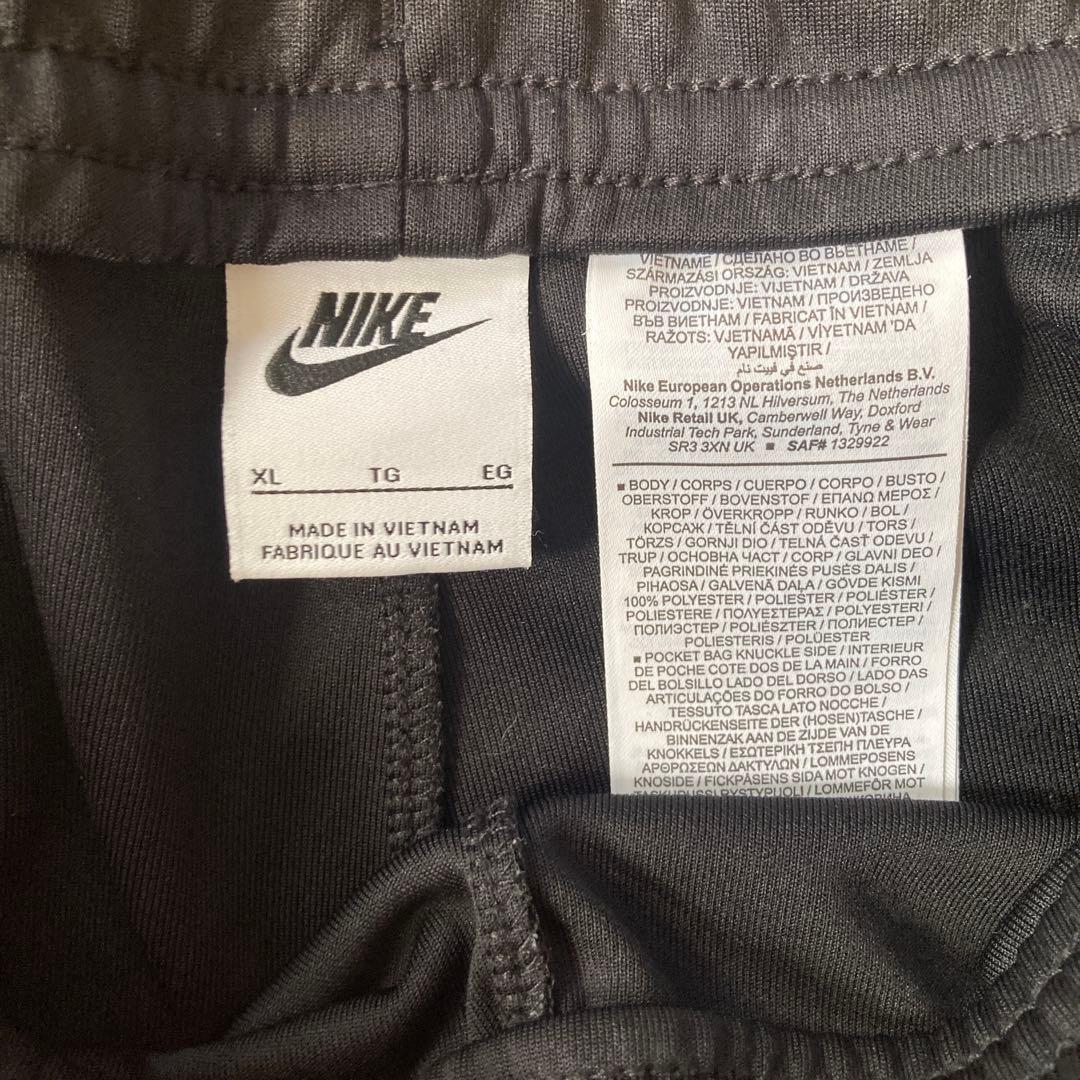 NIKE
XL TG EG
MADE IN VIETNAM
FABRIQUE AU VIETNAM
VIETNAME / СДЕЛАНО ВО ВЬЕТНАМЕ /
SZÁRMAZÁSI ORSZÁG: VIETNAM / ZEMLJA
PROIZVODNJE: VIJETNAM / DRŽAVA
PROIZVODNJE: VIETNAM / ПРОИЗВЕДЕНО
ВЪВ ВИЕТНАМ / FABRICAT ÎN VIETNAM /
RAŽOTS: VJETNAMĀ / VİYETNAM 'DA
YAPILMIŞTIR /
صنع في فييت نام
Nike European Operations Netherlands B.V.
Colosseum 1, 1213 NL Hilversum, The Netherlands
Nike Retail UK, Camberwell Way, Doxford
Industrial Tech Park, Sunderland, Tyne & Wear
SR3 3XN UK ■ SAF# 1329922
■ BODY / CORPS / CUERPO / CORPO / BUSTO /
OBERSTOFF / BOVENSTOF / ΕΠΑΝΩ ΜΕΡΟΣ /
KROP / ÖVERKROPP / RUNKO / BOL /
КОРСАЖ / TĚLNÍ ČÁST ODĚVU / TORS /
TÖRZS / GORNJI DIO / TELNÁ ČASŤ ODEVU /
TRUP / ОСНОВНА ЧАСТ / CORP / GLAVNI DEO /
PAGRINDINĖ PRIEKINĖS PUSĖS DALIS /
PIHAOSA / GALVENĀ DAĻA / GÖVDE KISMI
100% POLYESTER / POLIÉSTER / POLIÉSTER /
POLIESTERE / ΠΟΛΥΕΣΤΕΡΑΣ / POLYESTERI /
ПОЛИЭСТЕР / POLIÉSZTER / ПОЛИЕСТЕР /
POLIESTERIS / POLÜESTER
■ POCKET BAG KNUCKLE SIDE / INTERIEUR
DE POCHE COTE DOS DE LA MAIN / FORRO
DEL BOLSILLO LADO DEL DORSO / LADO DAS
ARTICULAÇÕES DO FORRO DO BOLSO /
TESSUTO TASCA LATO NOCCHE /
HANDRÜCKENSEITE DER (HOSEN)TASCHE /
BINNENZAK AAN DE ZIJDE VAN DE
KNOKKELS / ΕΣΩΤΕΡΙΚΗ ΤΣΕΠΗ ΠΛΕΥΡΑ
ΑΡΘΡΩΣΕΩΝ ΔΑΚΤΥΛΩΝ / LOMMEPOSENS
KNOSIDE / FICKPÅSENS SIDA MOT KNOGEN /
TASKUPUSSI RYSTYPUOLI / LOMMEFÔR MOT